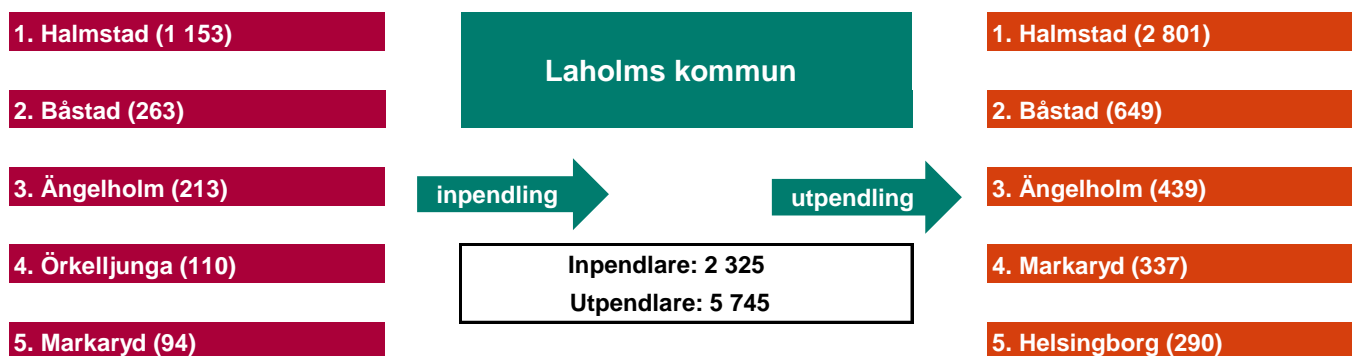 1. Halmstad (1 153)
2. Båstad (263)
3. Ängelholm (213)
4. Örkelljunga (110)
5. Markaryd (94)
Laholms kommun
inpendling
utpendling
Inpendlare: 2 325
Utpendlare: 5 745
1. Halmstad (2 801)
2. Båstad (649)
3. Ängelholm (439)
4. Markaryd (337)
5. Helsingborg (290)